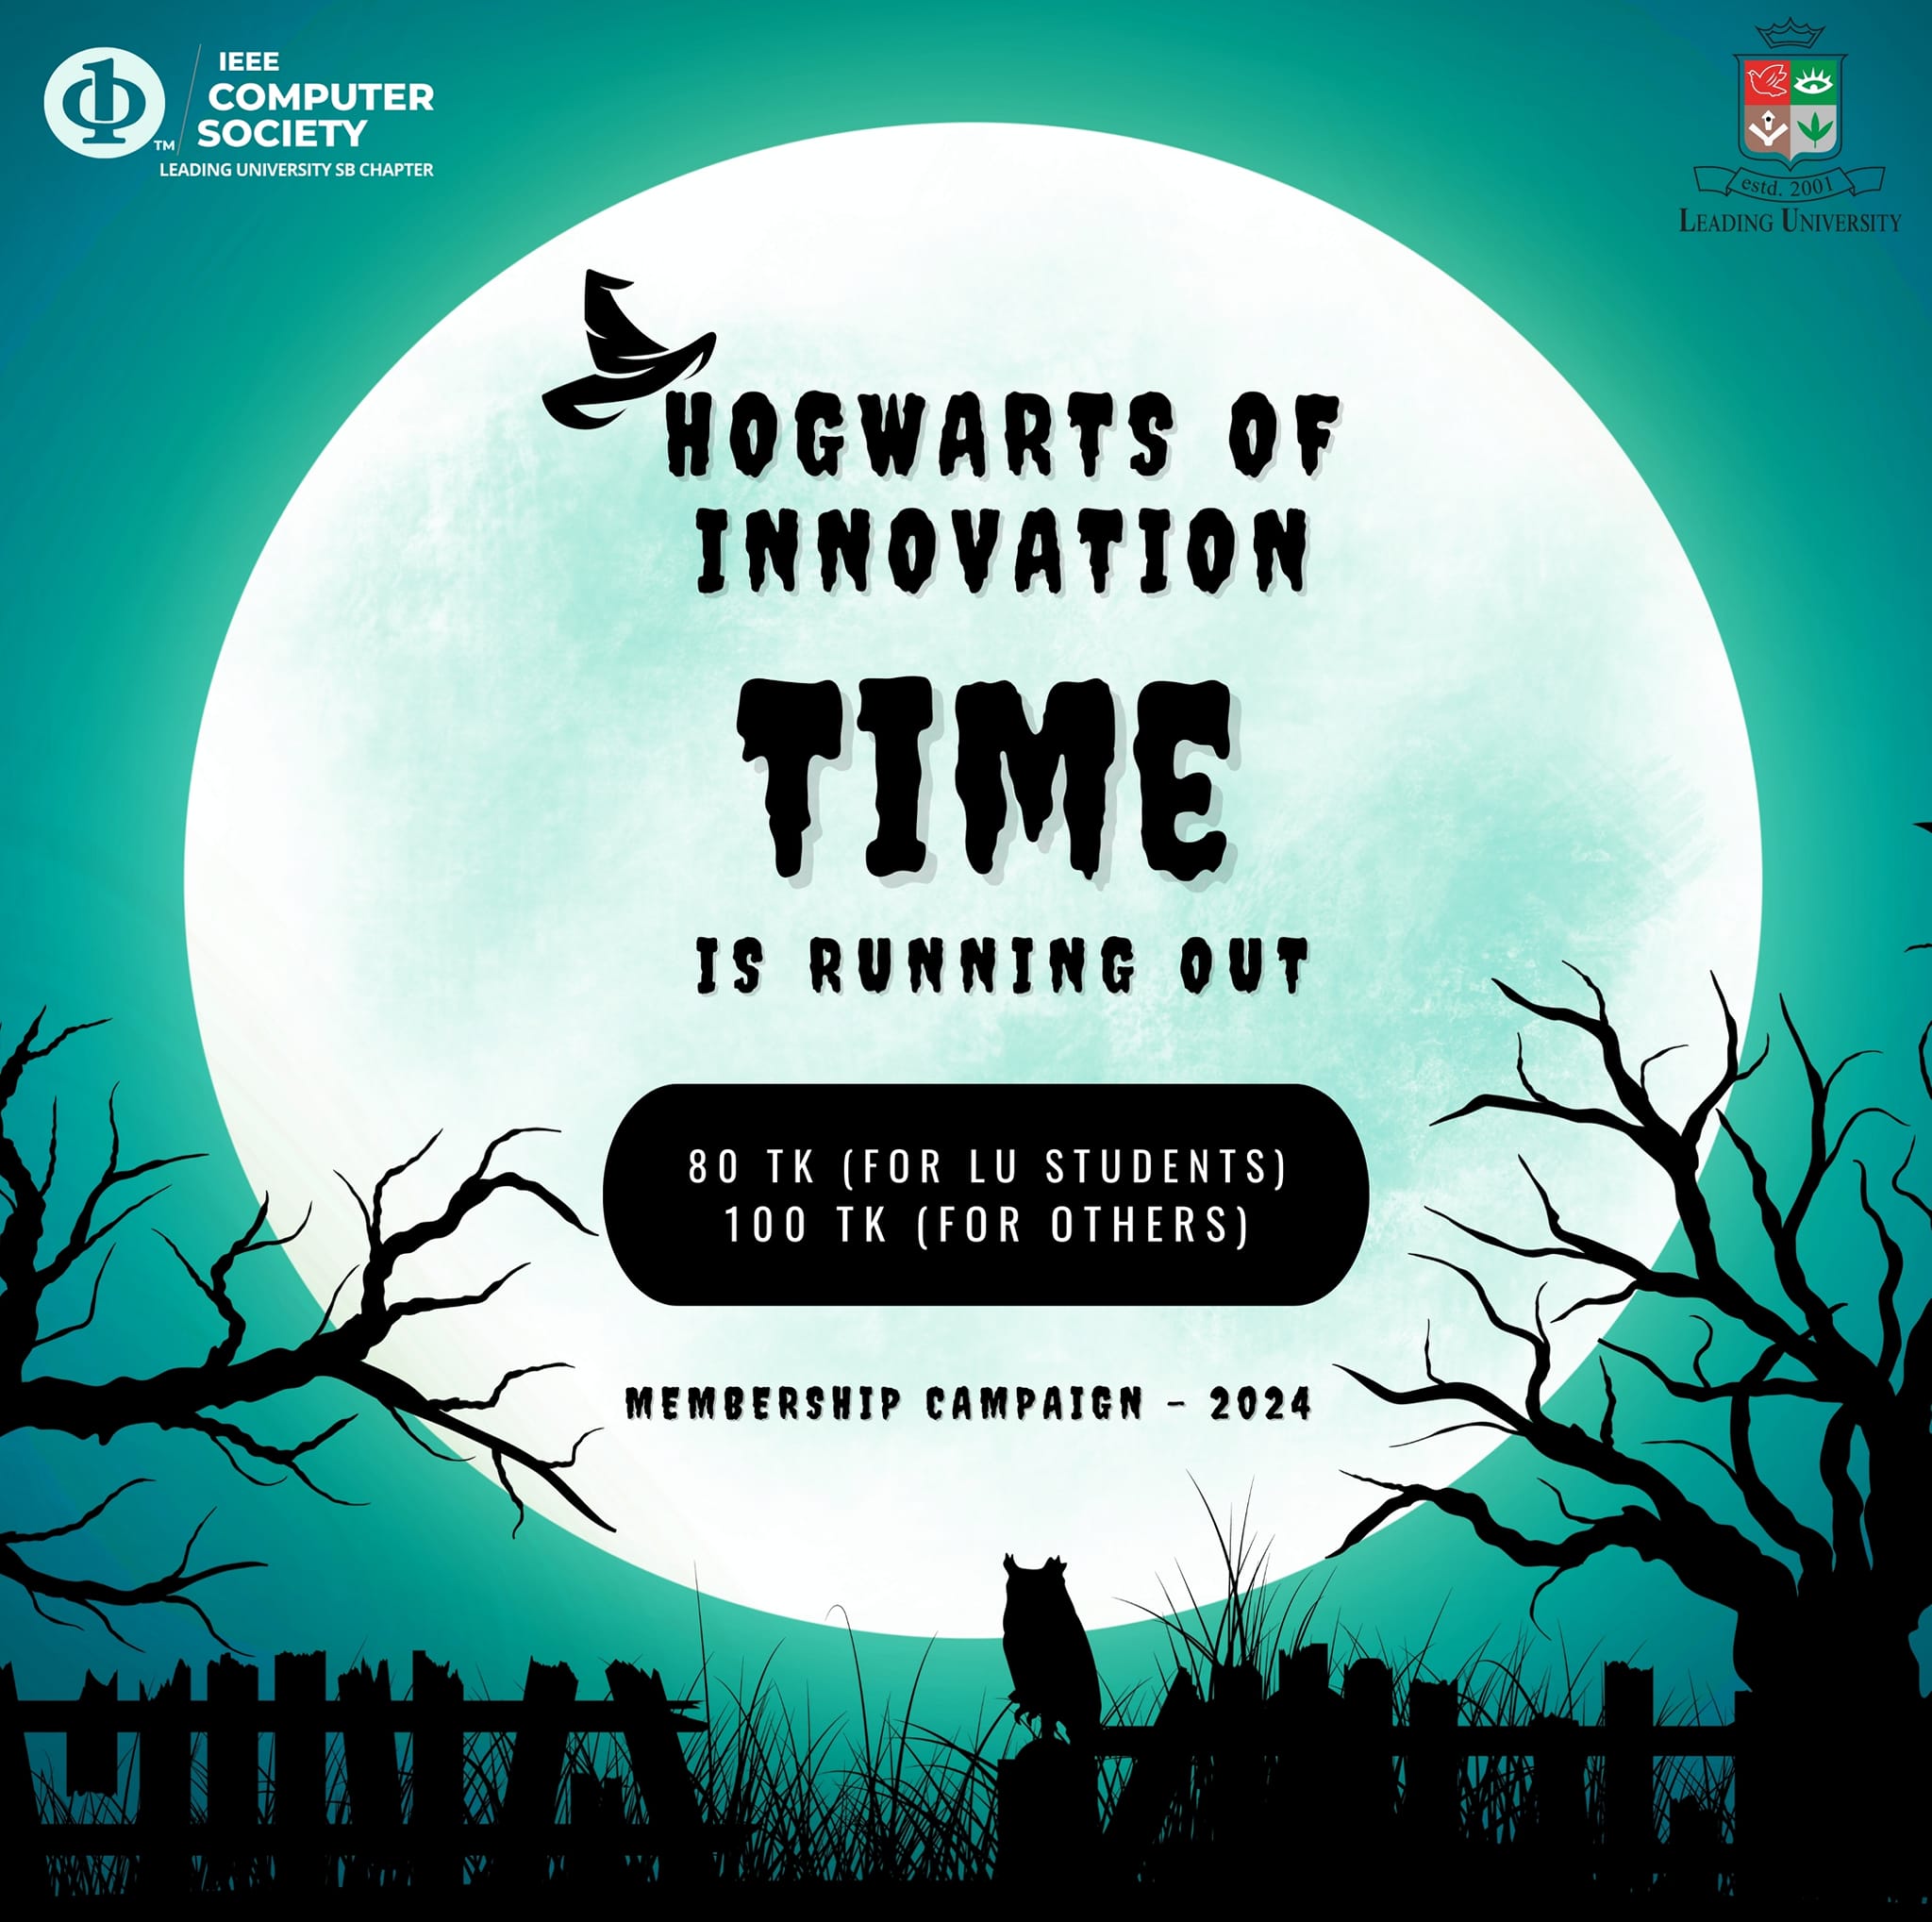 IEEE
COMPUTER
SOCIETY
TM
LEADING UNIVERSITY SB CHAPTER
estd. 2001
LEADING UNIVERSITY
HOGWARTS OF
INNOVATION
TIME
IS RUNNING OUT
80 TK (FOR LU STUDENTS)
100 TK (FOR OTHERS)
MEMBERSHIP CAMPAIGN - 2024